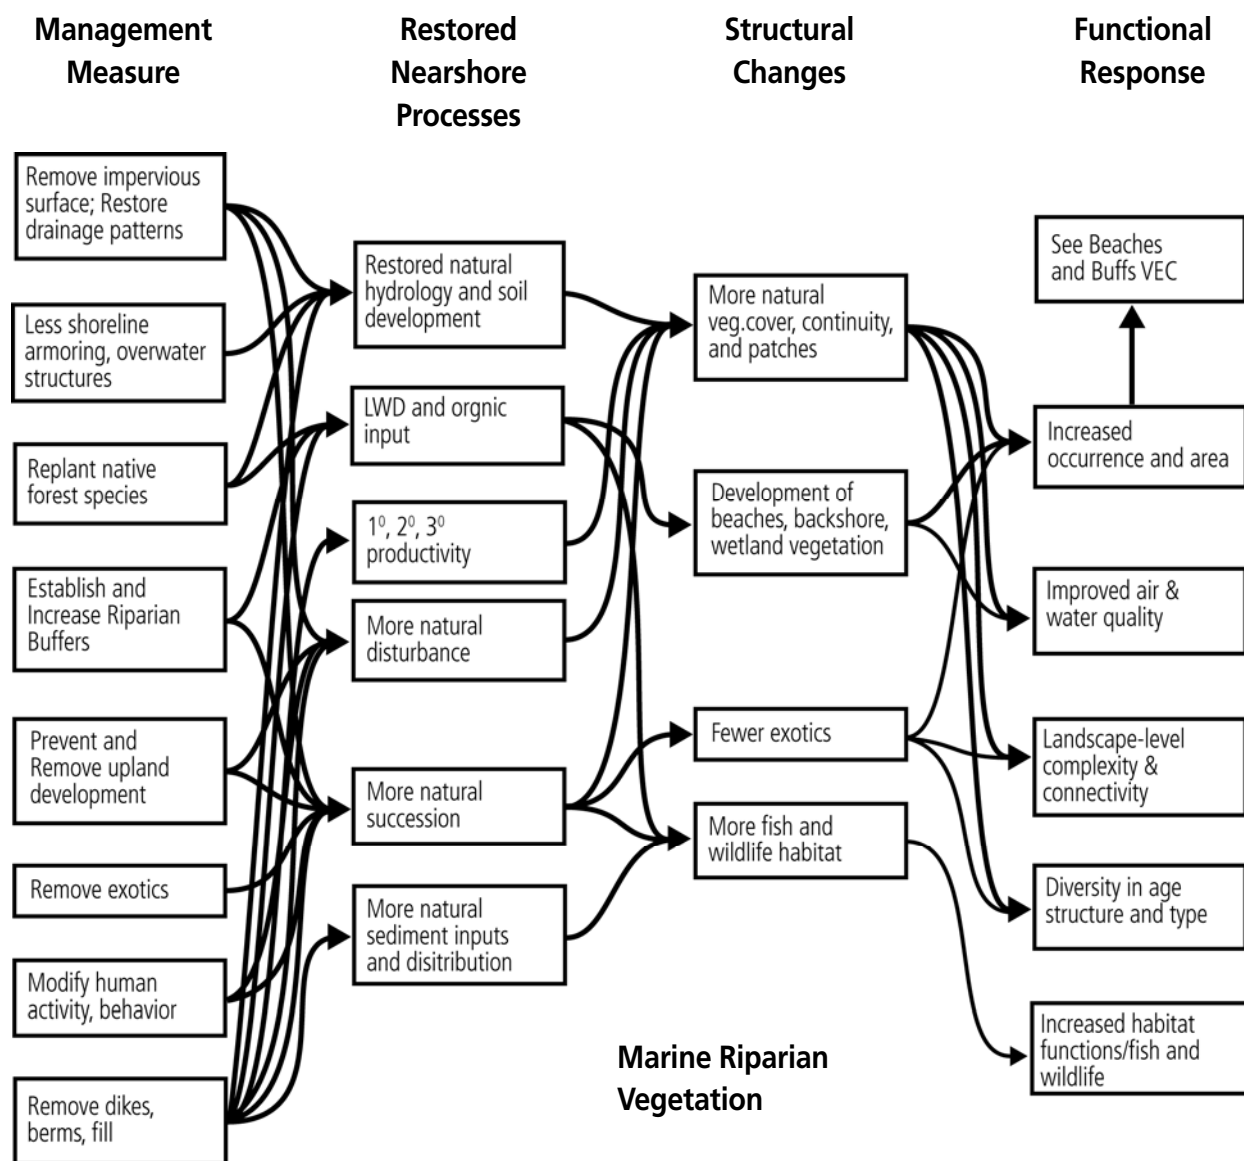 Management
Measure
Restored
Nearshore
Processes
Structural
Changes
Functional
Response
Remove impervious
surface; Restore
drainage patterns
Less shoreline
armoring, overwater
structures
Replant native
forest species
Establish and
Increase Riparian
Buffers
Prevent and
Remove upland
development
Remove exotics
Modify human
activity, behavior
Remove dikes,
berms, fill
Restored natural
hydrology and soil
development
LWD and orgnic
input
1⁰, 2⁰, 3⁰
productivity
More natural
disturbance
More natural
succession
More natural
sediment inputs
and disitribution
More natural
veg.cover, continuity,
and patches
Development of
beaches, backshore,
wetland vegetation
Fewer exotics
More fish and
wildlife habitat
See Beaches
and Buffs VEC
Increased
occurrence and area
Improved air &
water quality
Landscape-level
complexity &
connectivity
Diversity in age
structure and type
Increased habitat
functions/fish and
wildlife
Marine Riparian
Vegetation